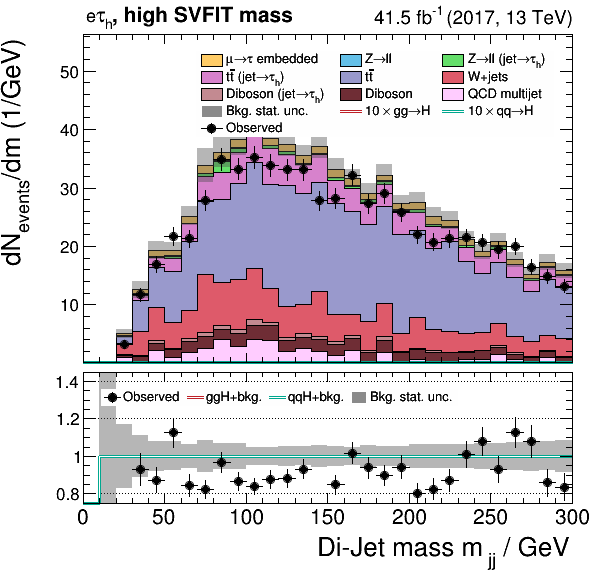 eτh, high SVFIT mass 41.5 fb⁻¹ (2017, 13 TeV)
dNevents/dm (1/GeV)
50
40
30
20
10
μ→τ embedded Z→ll Z→ll (jet→τh)
tt̄ (jet→τh) tt̄ W+jets
Diboson (jet→τh) Diboson QCD multijet
Bkg. stat. unc. 10 × gg→H 10 × qq→H
Observed
1.4
1.2
1
0.8
Observed ggH+bkg. qqH+bkg. Bkg. stat. unc.
0 50 100 150 200 250 300
Di-Jet mass mjj / GeV